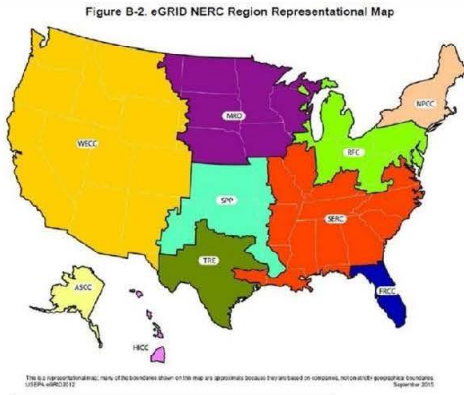 Figure B-2. eGRID NERC Region Representational Map
NPCC
MRO
WECC
RFC
SPP
SERC
TRE
ASCC
FRCC
HICC
This is a representational map; many of the boundaries shown on this map are approximate because they are based on companies, not on strictly geographical boundaries.
USEPA eGRID2012
September 2015